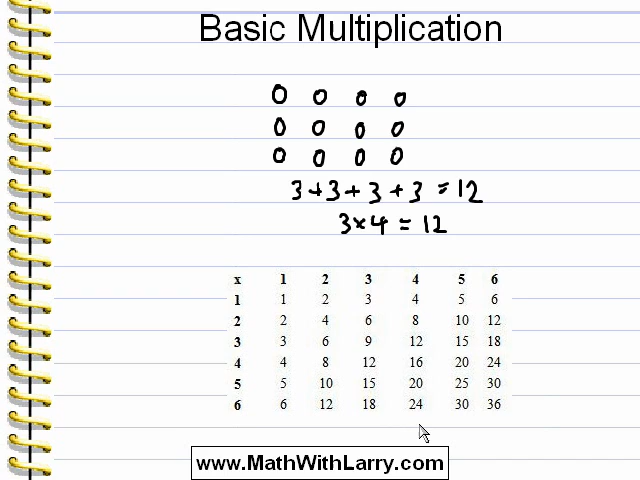 Basic Multiplication
0 0 0 0
0 0 0 0
0 0 0 0
3+3+3+3=12
3×4=12
x 1 2 3 4 5 6
1 1 2 3 4 5 6
2 2 4 6 8 10 12
3 3 6 9 12 15 18
4 4 8 12 16 20 24
5 5 10 15 20 25 30
6 6 12 18 24 30 36
www.MathWithLarry.com